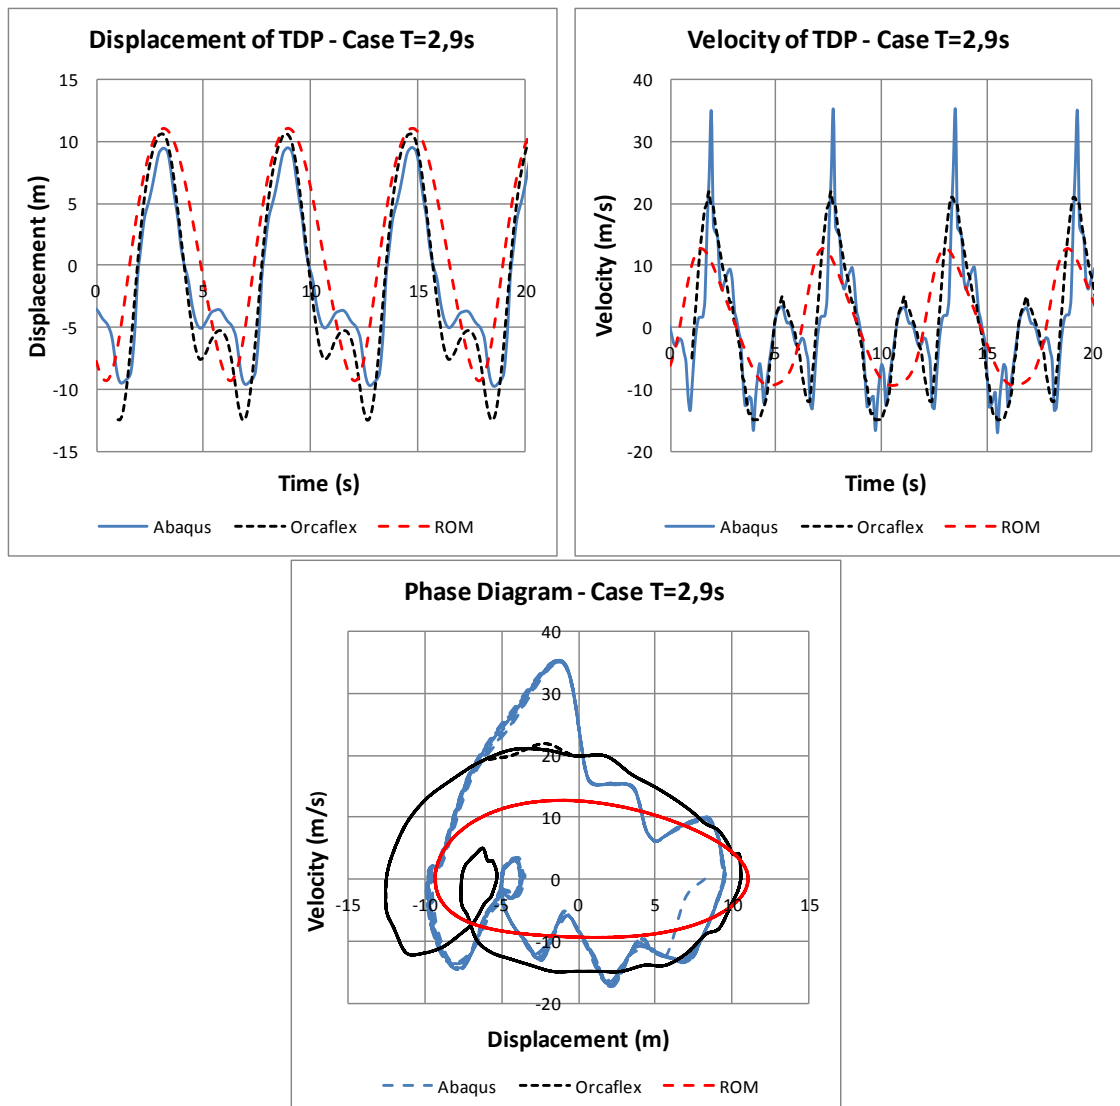 Displacement of TDP - Case T=2,9s
15
10
5
0
-5
-10
-15
0 5 10 15 20
Displacement (m)
Time (s)
Abaqus Orcaflex ROM
Velocity of TDP - Case T=2,9s
40
30
20
10
0
-10
-20
0 5 10 15 20
Velocity (m/s)
Time (s)
Abaqus Orcaflex ROM
Phase Diagram - Case T=2,9s
40
30
20
10
0
-10
-20
-15 -10 -5 0 5 10 15
Velocity (m/s)
Displacement (m)
Abaqus Orcaflex ROM